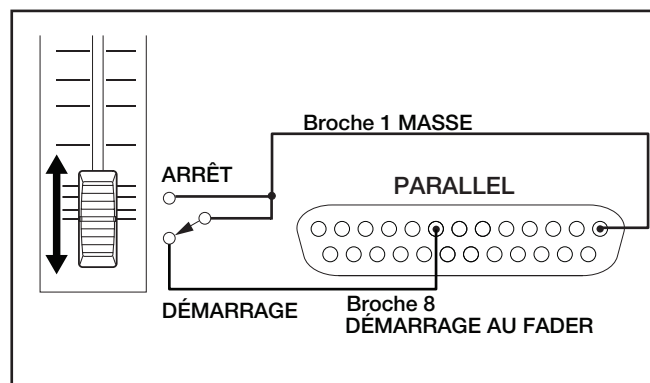 Broche 1 MASSE
ARRÊT
PARALLEL
DÉMARRAGE
Broche 8
DÉMARRAGE AU FADER